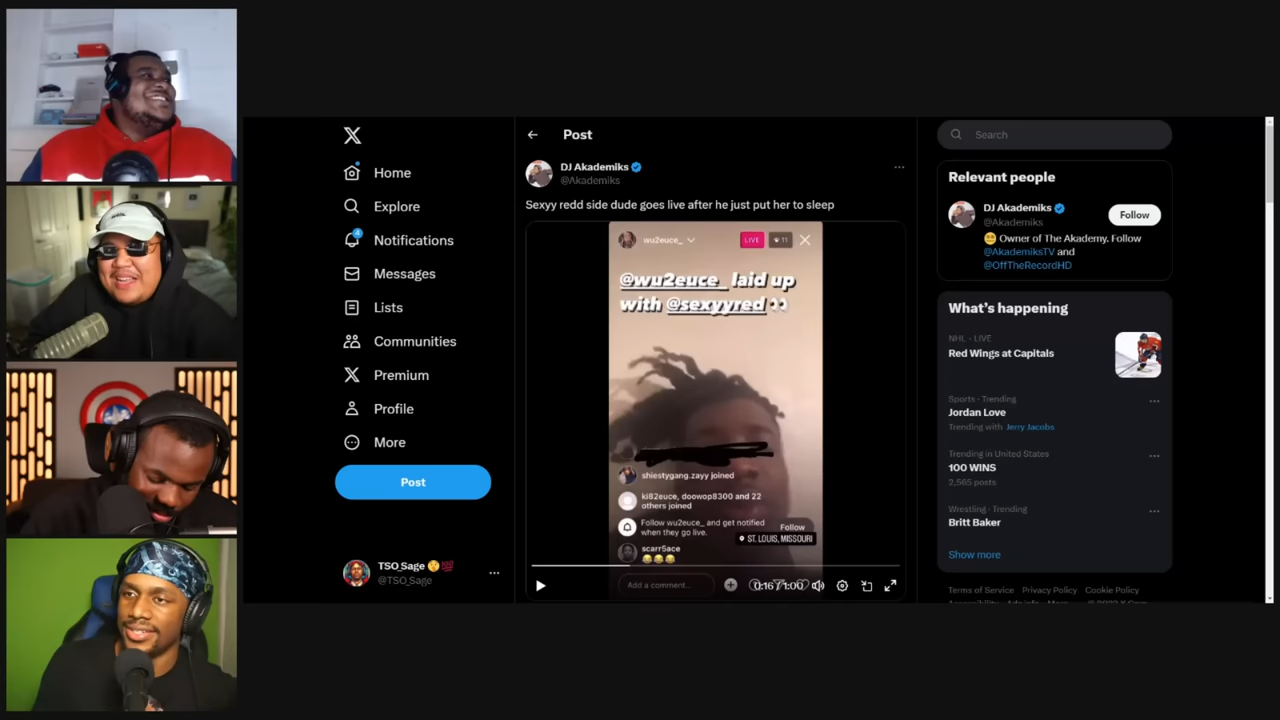 Home
Explore
4
Notifications
Messages
Lists
Communities
Premium
Profile
More
Post
TSO_Sage 💯
@TSO_Sage
Post
DJ Akademiks
@Akademiks
Sexyy redd side dude goes live after he just put her to sleep
wu2euce_
LIVE
11
@wu2euce_ laid up
with @sexyyred 👀
shiestygang.zayy joined
ki82euce, doowop8300 and 22
others joined
Follow wu2euce_ and get notified
when they go live.
Follow
ST. LOUIS, MISSOURI
scarr5ace
😂😂😂
Add a comment...
0:16 / 1:00
Search
Relevant people
DJ Akademiks
@Akademiks
Follow
Owner of The Academy. Follow
@AkademiksTV and
@OffTheRecordHD
What's happening
NHL · LIVE
Red Wings at Capitals
Sports · Trending
Jordan Love
Trending with Jerry Jacobs
Trending in United States
100 WINS
2,565 posts
Wrestling · Trending
Britt Baker
Show more
Terms of Service Privacy Policy Cookie Policy